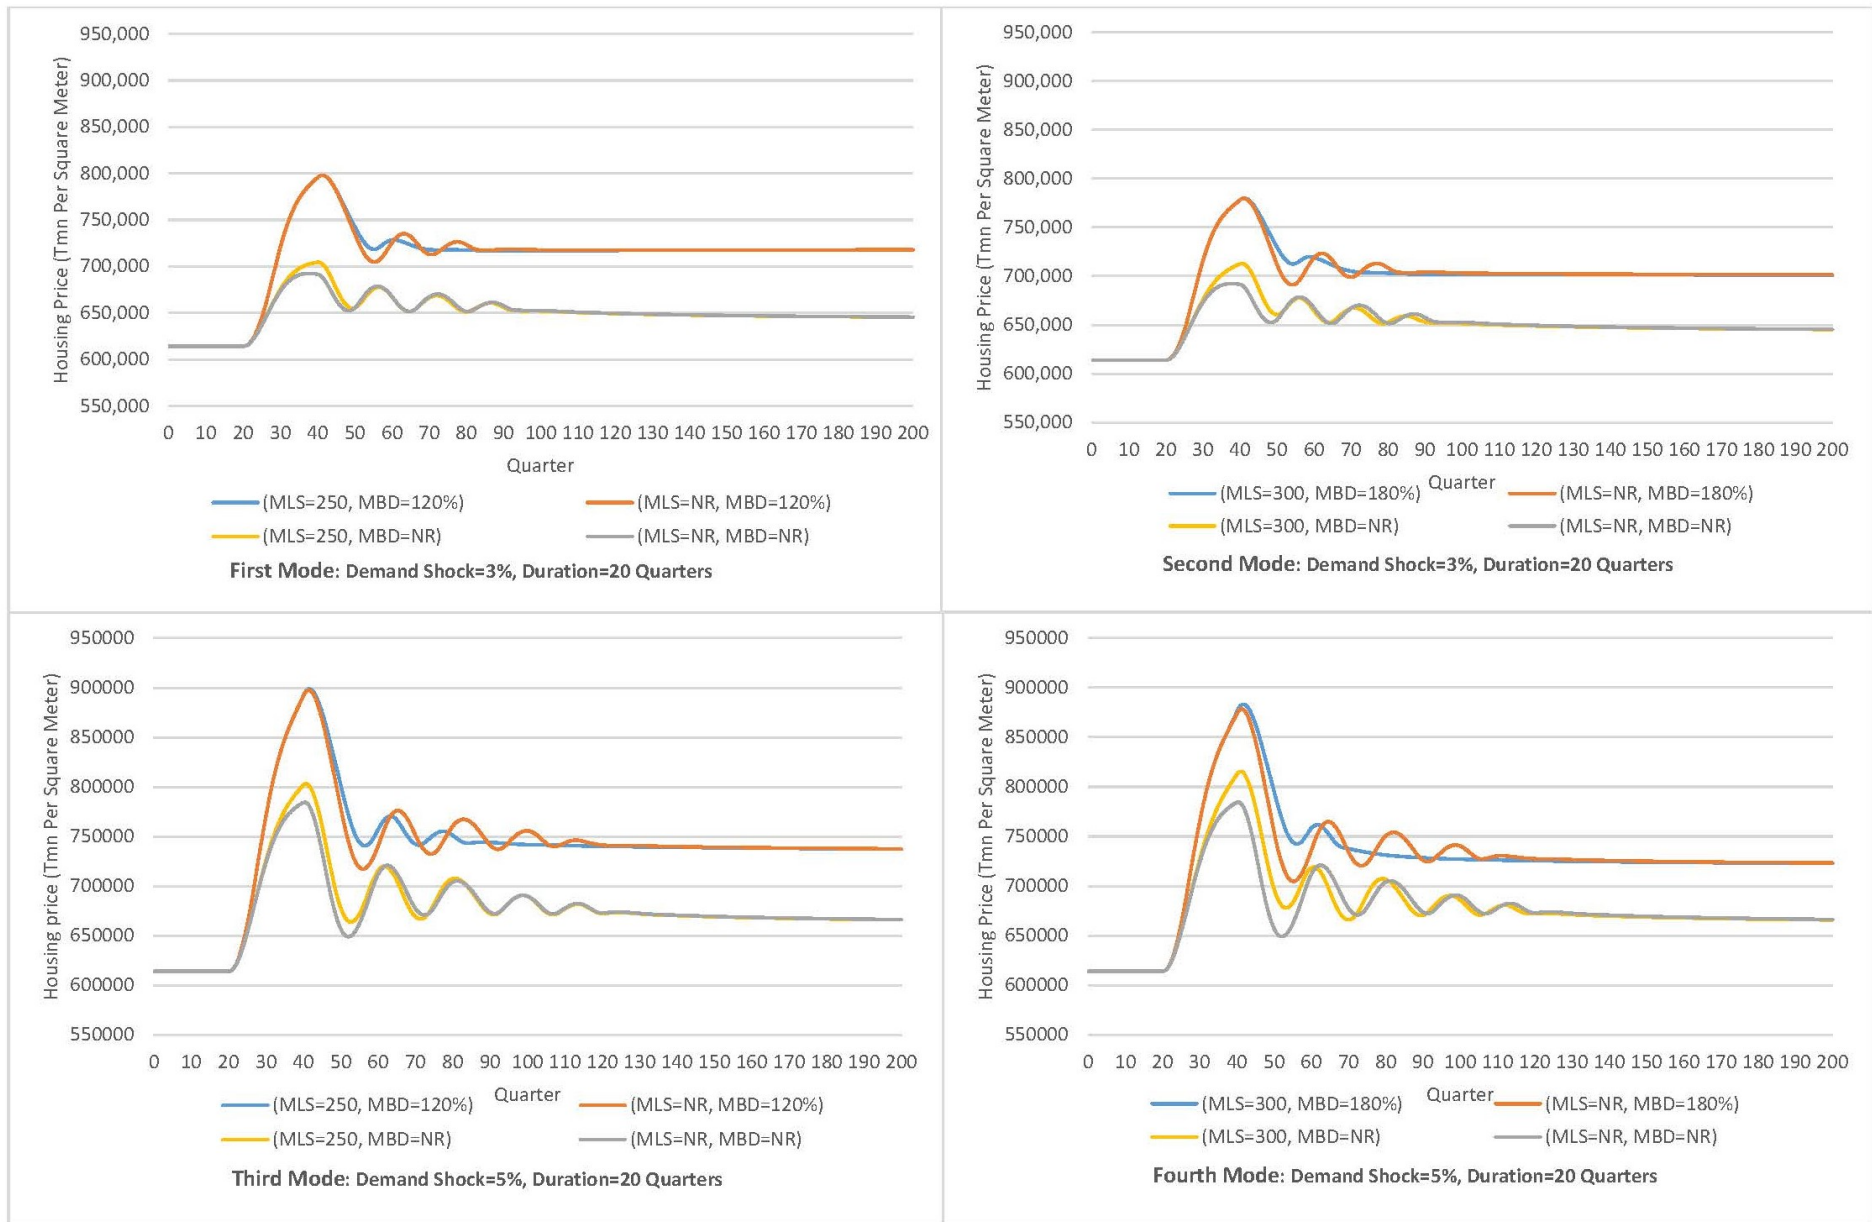 Housing Price (Tmn Per Square Meter)
950,000
900,000
850,000
800,000
750,000
700,000
650,000
600,000
550,000
0 10 20 30 40 50 60 70 80 90 100 110 120 130 140 150 160 170 180 190 200
Quarter
(MLS=250, MBD=120%) (MLS=NR, MBD=120%)
(MLS=250, MBD=NR) (MLS=NR, MBD=NR)
First Mode: Demand Shock=3%, Duration=20 Quarters
Housing Price (Tmn Per Square Meter)
950,000
900,000
850,000
800,000
750,000
700,000
650,000
600,000
550,000
0 10 20 30 40 50 60 70 80 90 100 110 120 130 140 150 160 170 180 190 200
Quarter
(MLS=300, MBD=180%) (MLS=NR, MBD=180%)
(MLS=300, MBD=NR) (MLS=NR, MBD=NR)
Second Mode: Demand Shock=3%, Duration=20 Quarters
Housing price (Tmn Per Square Meter)
950000
900000
850000
800000
750000
700000
650000
600000
550000
0 10 20 30 40 50 60 70 80 90 100 110 120 130 140 150 160 170 180 190 200
Quarter
(MLS=250, MBD=120%) (MLS=NR, MBD=120%)
(MLS=250, MBD=NR) (MLS=NR, MBD=NR)
Third Mode: Demand Shock=5%, Duration=20 Quarters
Housing Price (Tmn Per Square Meter)
950000
900000
850000
800000
750000
700000
650000
600000
550000
0 10 20 30 40 50 60 70 80 90 100 110 120 130 140 150 160 170 180 190 200
Quarter
(MLS=300, MBD=180%) (MLS=NR, MBD=180%)
(MLS=300, MBD=NR) (MLS=NR, MBD=NR)
Fourth Mode: Demand Shock=5%, Duration=20 Quarters